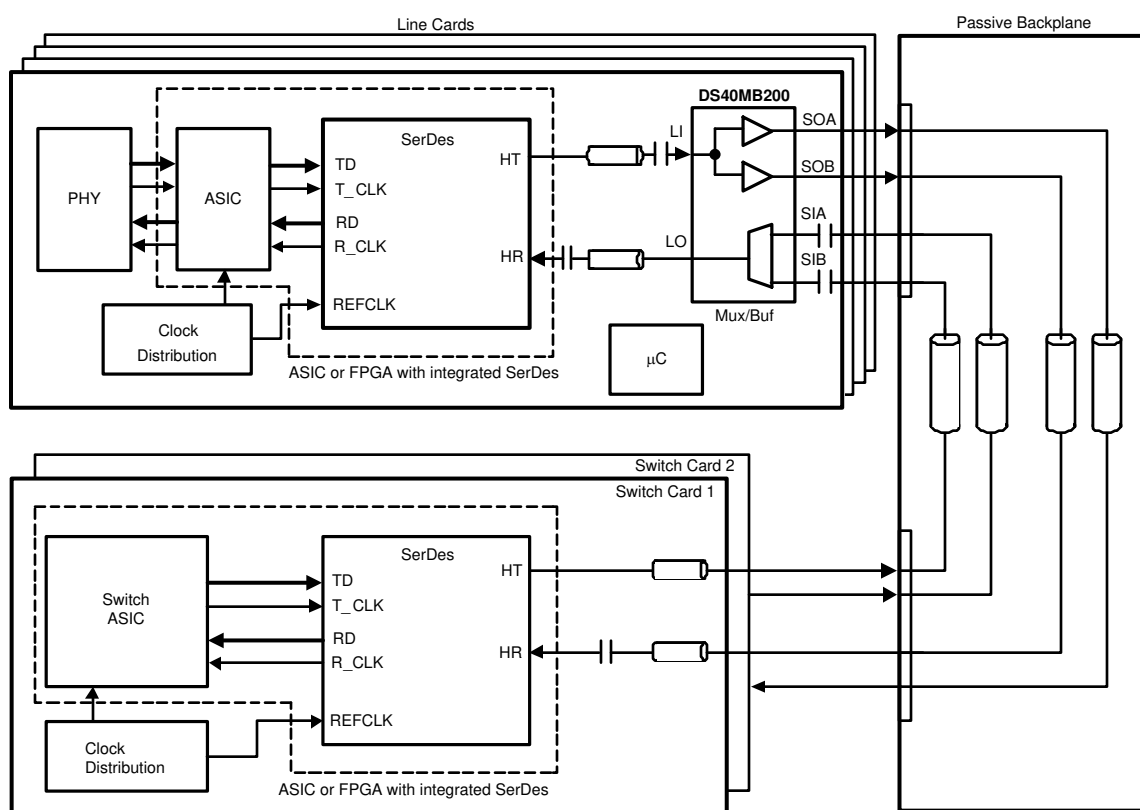 Line Cards
Passive Backplane
DS40MB200
PHY
ASIC
SerDes
TD
T_CLK
RD
R_CLK
REFCLK
HT
HR
LI
LO
SOA
SOB
SIA
SIB
Mux/Buf
Clock
Distribution
ASIC or FPGA with integrated SerDes
μC
Switch Card 2
Switch Card 1
Switch
ASIC
SerDes
TD
T_CLK
RD
R_CLK
REFCLK
HT
HR
Clock
Distribution
ASIC or FPGA with integrated SerDes